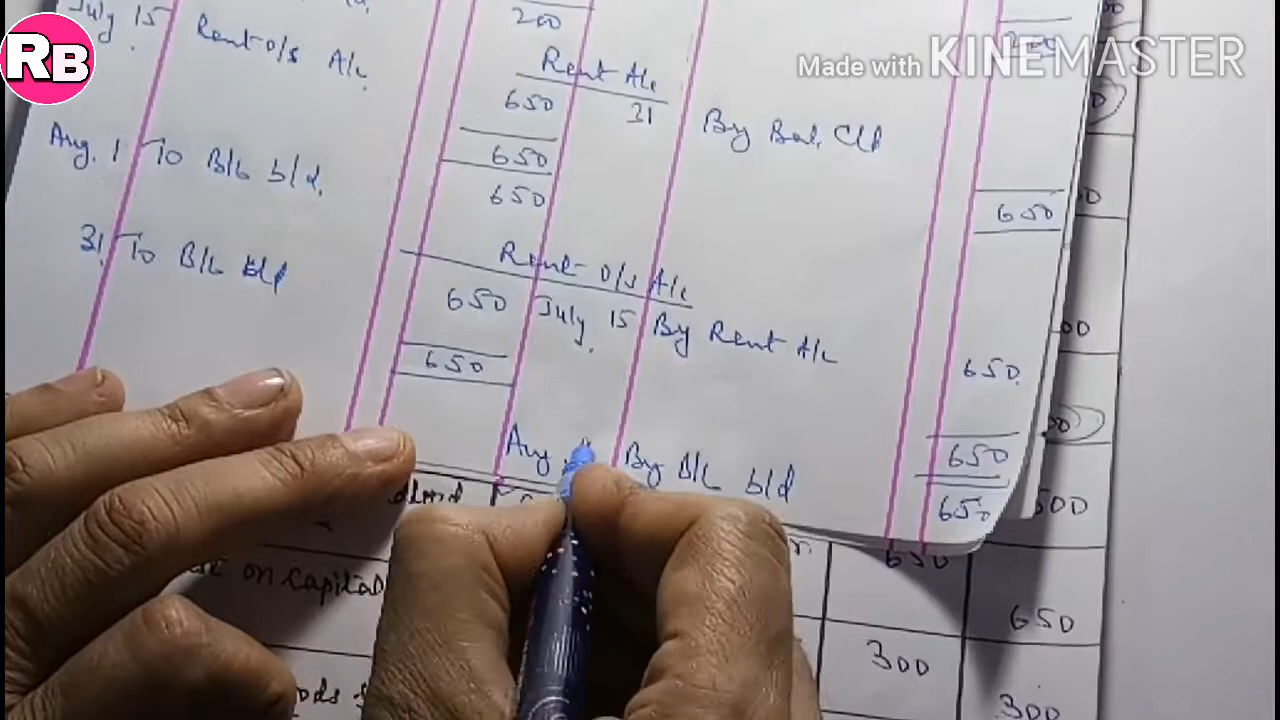 RB
Made with KINEMASTER
200
July 15 Rent o/s A/c
Rent A/c
650 31 By Bal. C/d
650 650
Aug. 1 To B/L b/d.
650
Rent o/s A/c
31 To B/L c/d 650 July 15 By Rent A/c 650
650 650
Aug By B/L b/d 650
500
on Capital 650 650
300 300